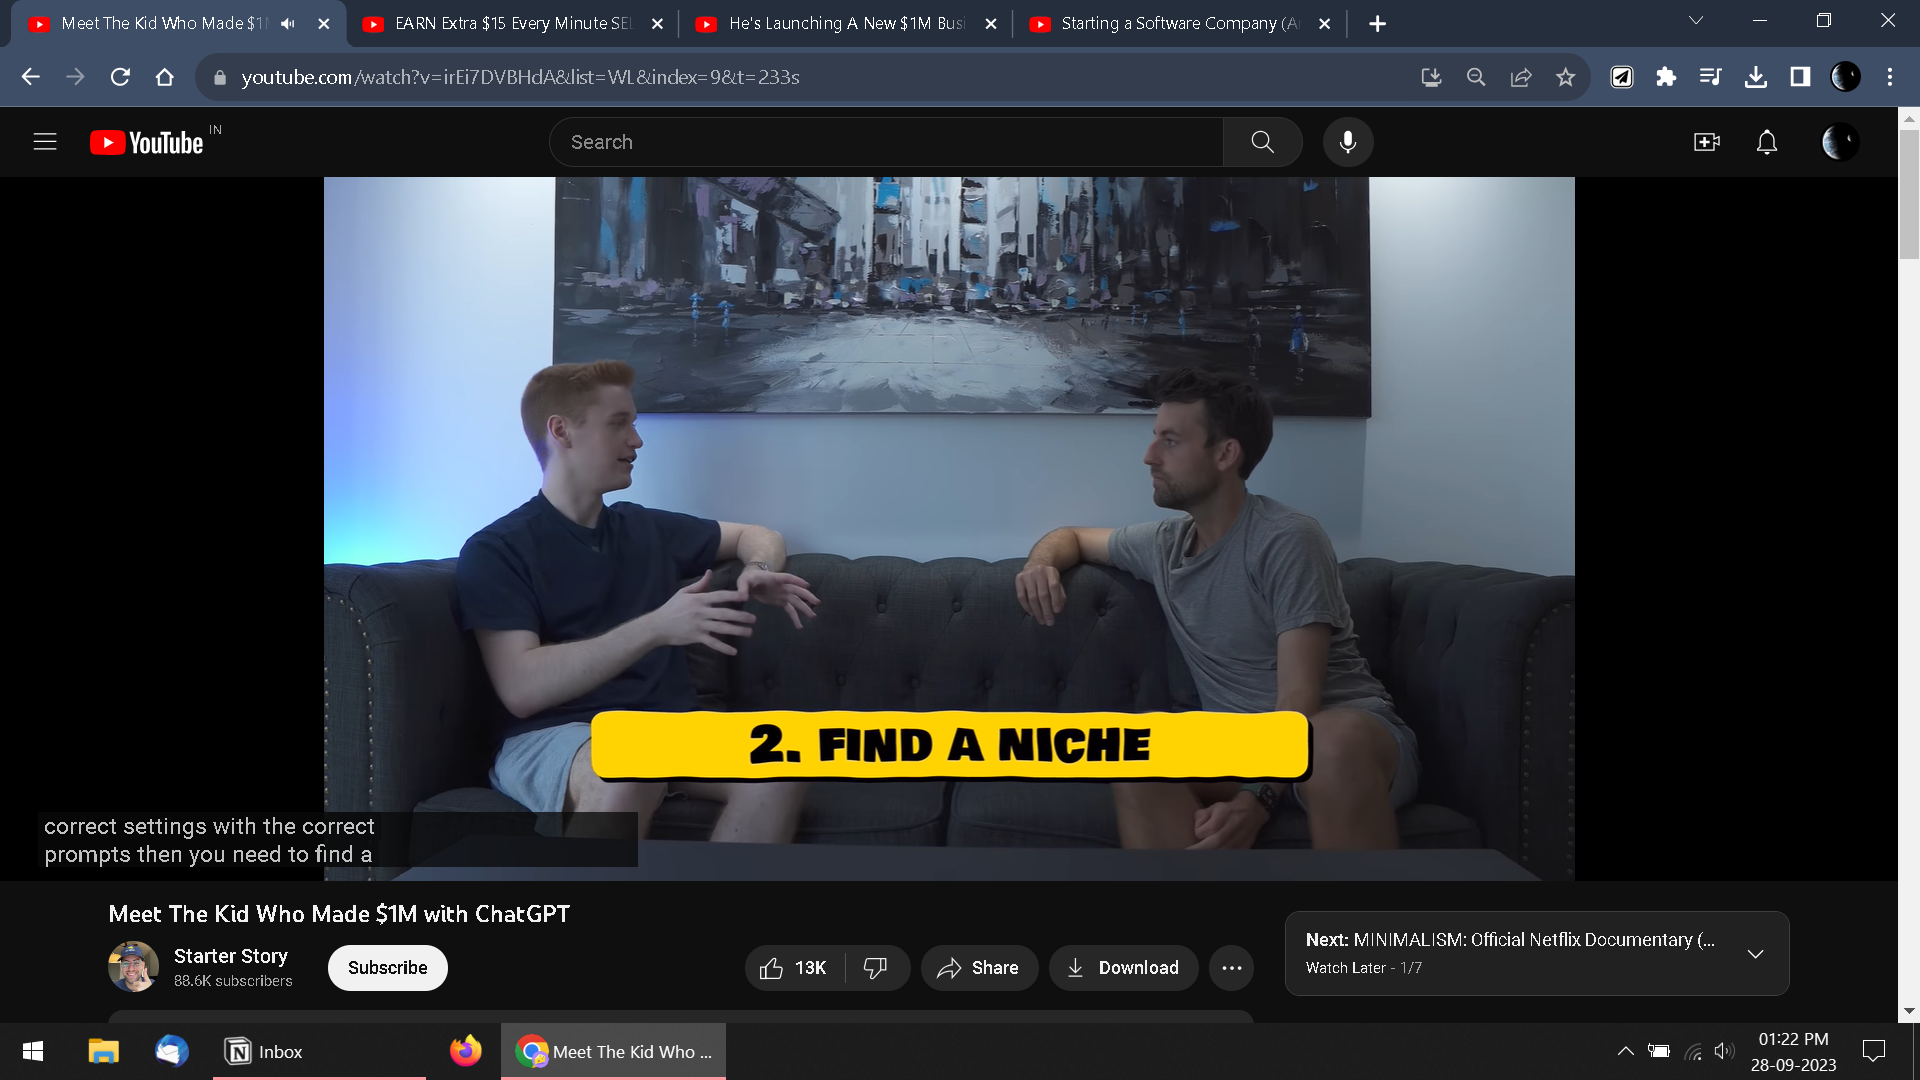 Meet The Kid Who Made $1
EARN Extra $15 Every Minute SE
He's Launching A New $1M Busi
Starting a Software Company (A
youtube.com/watch?v=irEi7DVBHdA&list=WL&index=9&t=233s
YouTube IN
Search
2. FIND A NICHE
correct settings with the correct
prompts then you need to find a
Meet The Kid Who Made $1M with ChatGPT
Starter Story
88.6K subscribers
Subscribe
13K
Share
Download
Next: MINIMALISM: Official Netflix Documentary (...
Watch Later - 1/7
Inbox
Meet The Kid Who ...
01:22 PM
28-09-2023